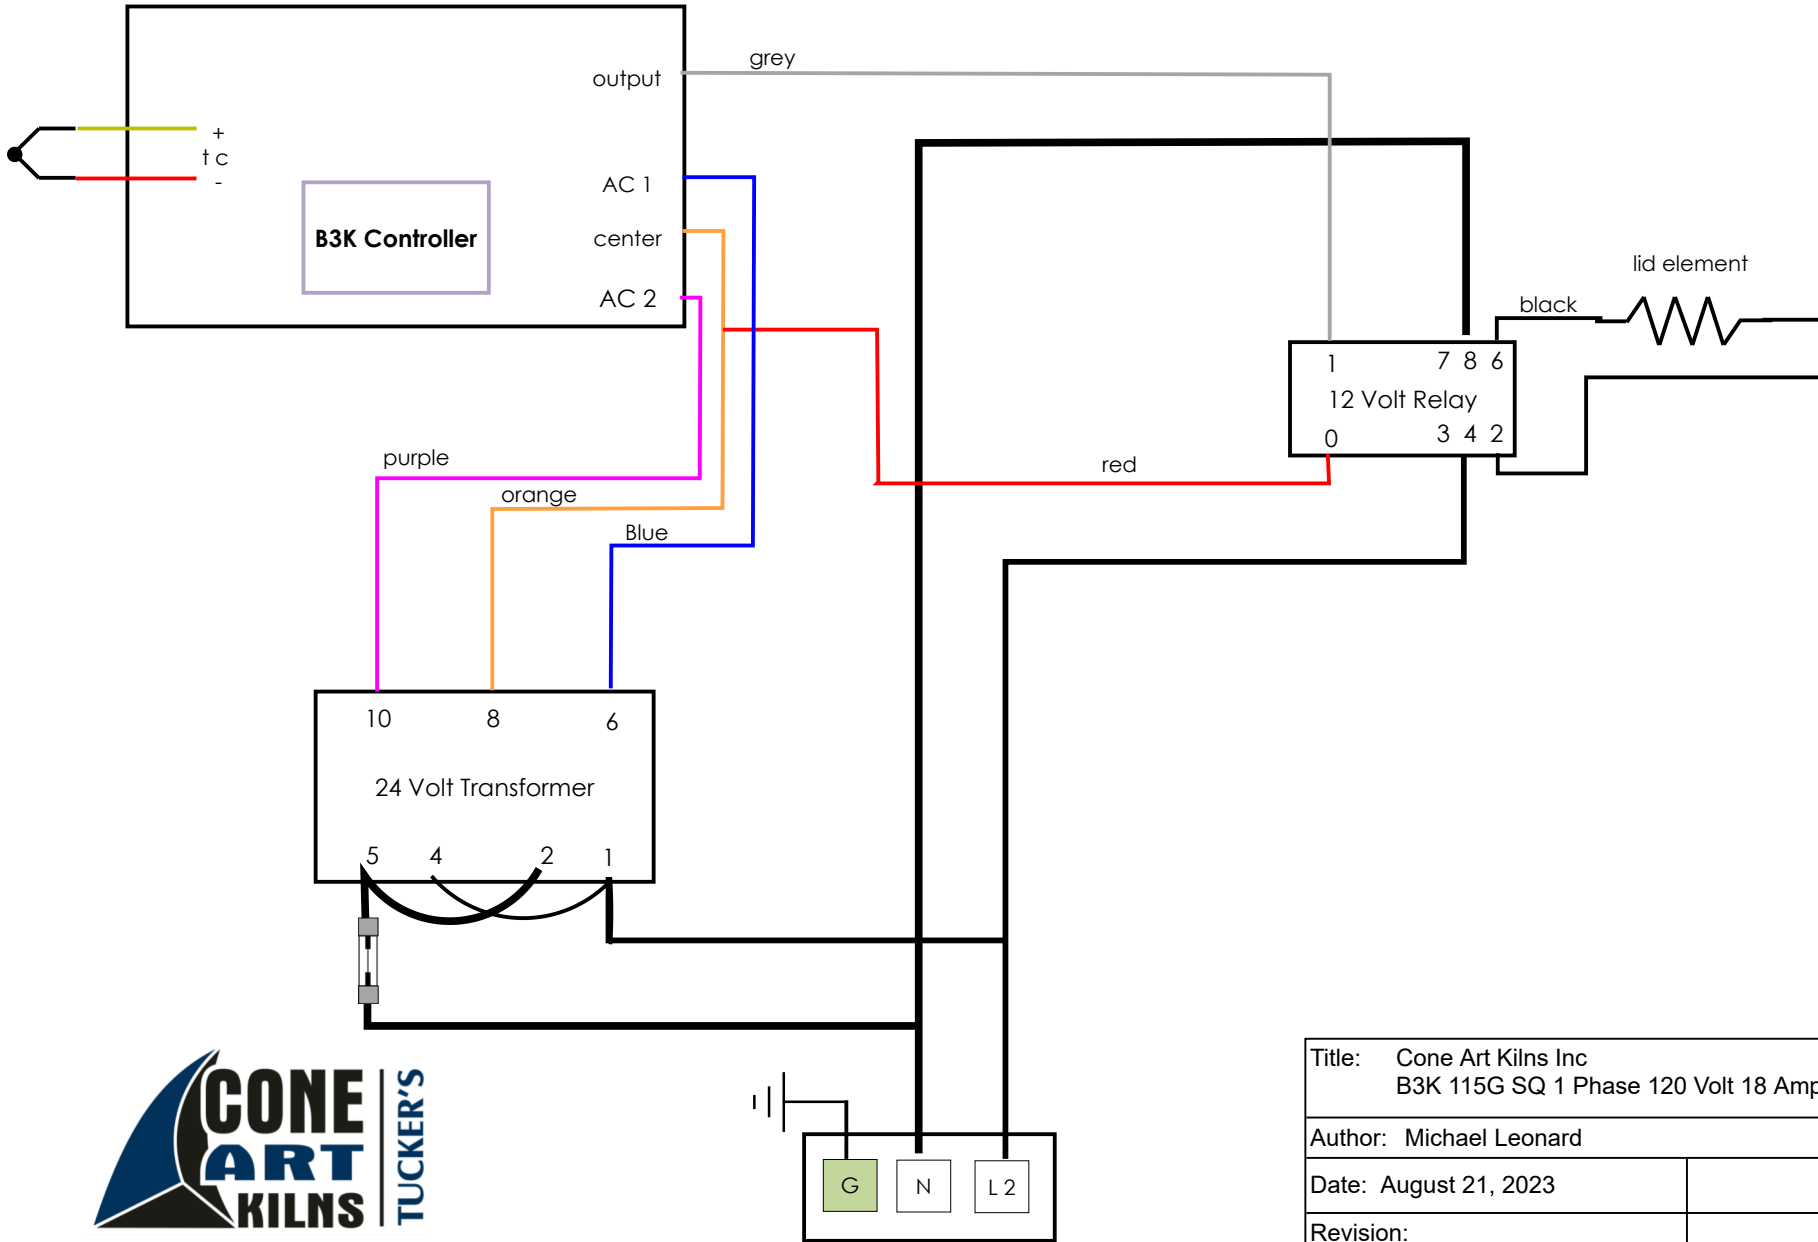 output
grey
+
t c
-
AC 1
B3K Controller
center
AC 2
lid element
black
1 7 8 6
12 Volt Relay
0 3 4 2
purple
red
orange
Blue
10 8 6
24 Volt Transformer
5 4 2 1
CONE
ART
KILNS
TUCKER'S
G N L 2
Title: Cone Art Kilns Inc
B3K 115G SQ 1 Phase 120 Volt 18 Amp
Author: Michael Leonard
Date: August 21, 2023
Revision: